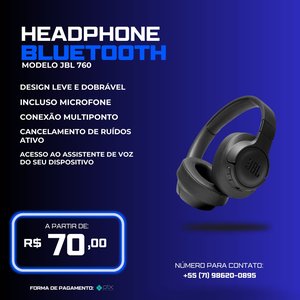 HEADPHONE
BLUETOOTH
MODELO JBL 760
DESIGN LEVE E DOBRÁVEL
INCLUSO MICROFONE
CONEXÃO MULTIPONTO
CANCELAMENTO DE RUÍDOS
ATIVO
ACESSO AO ASSISTENTE DE VOZ
DO SEU DISPOSITIVO
JBL
A PARTIR DE:
R$ 70,00
FORMA DE PAGAMENTO: PIX
NÚMERO PARA CONTATO:
+55 (71) 98620-0895